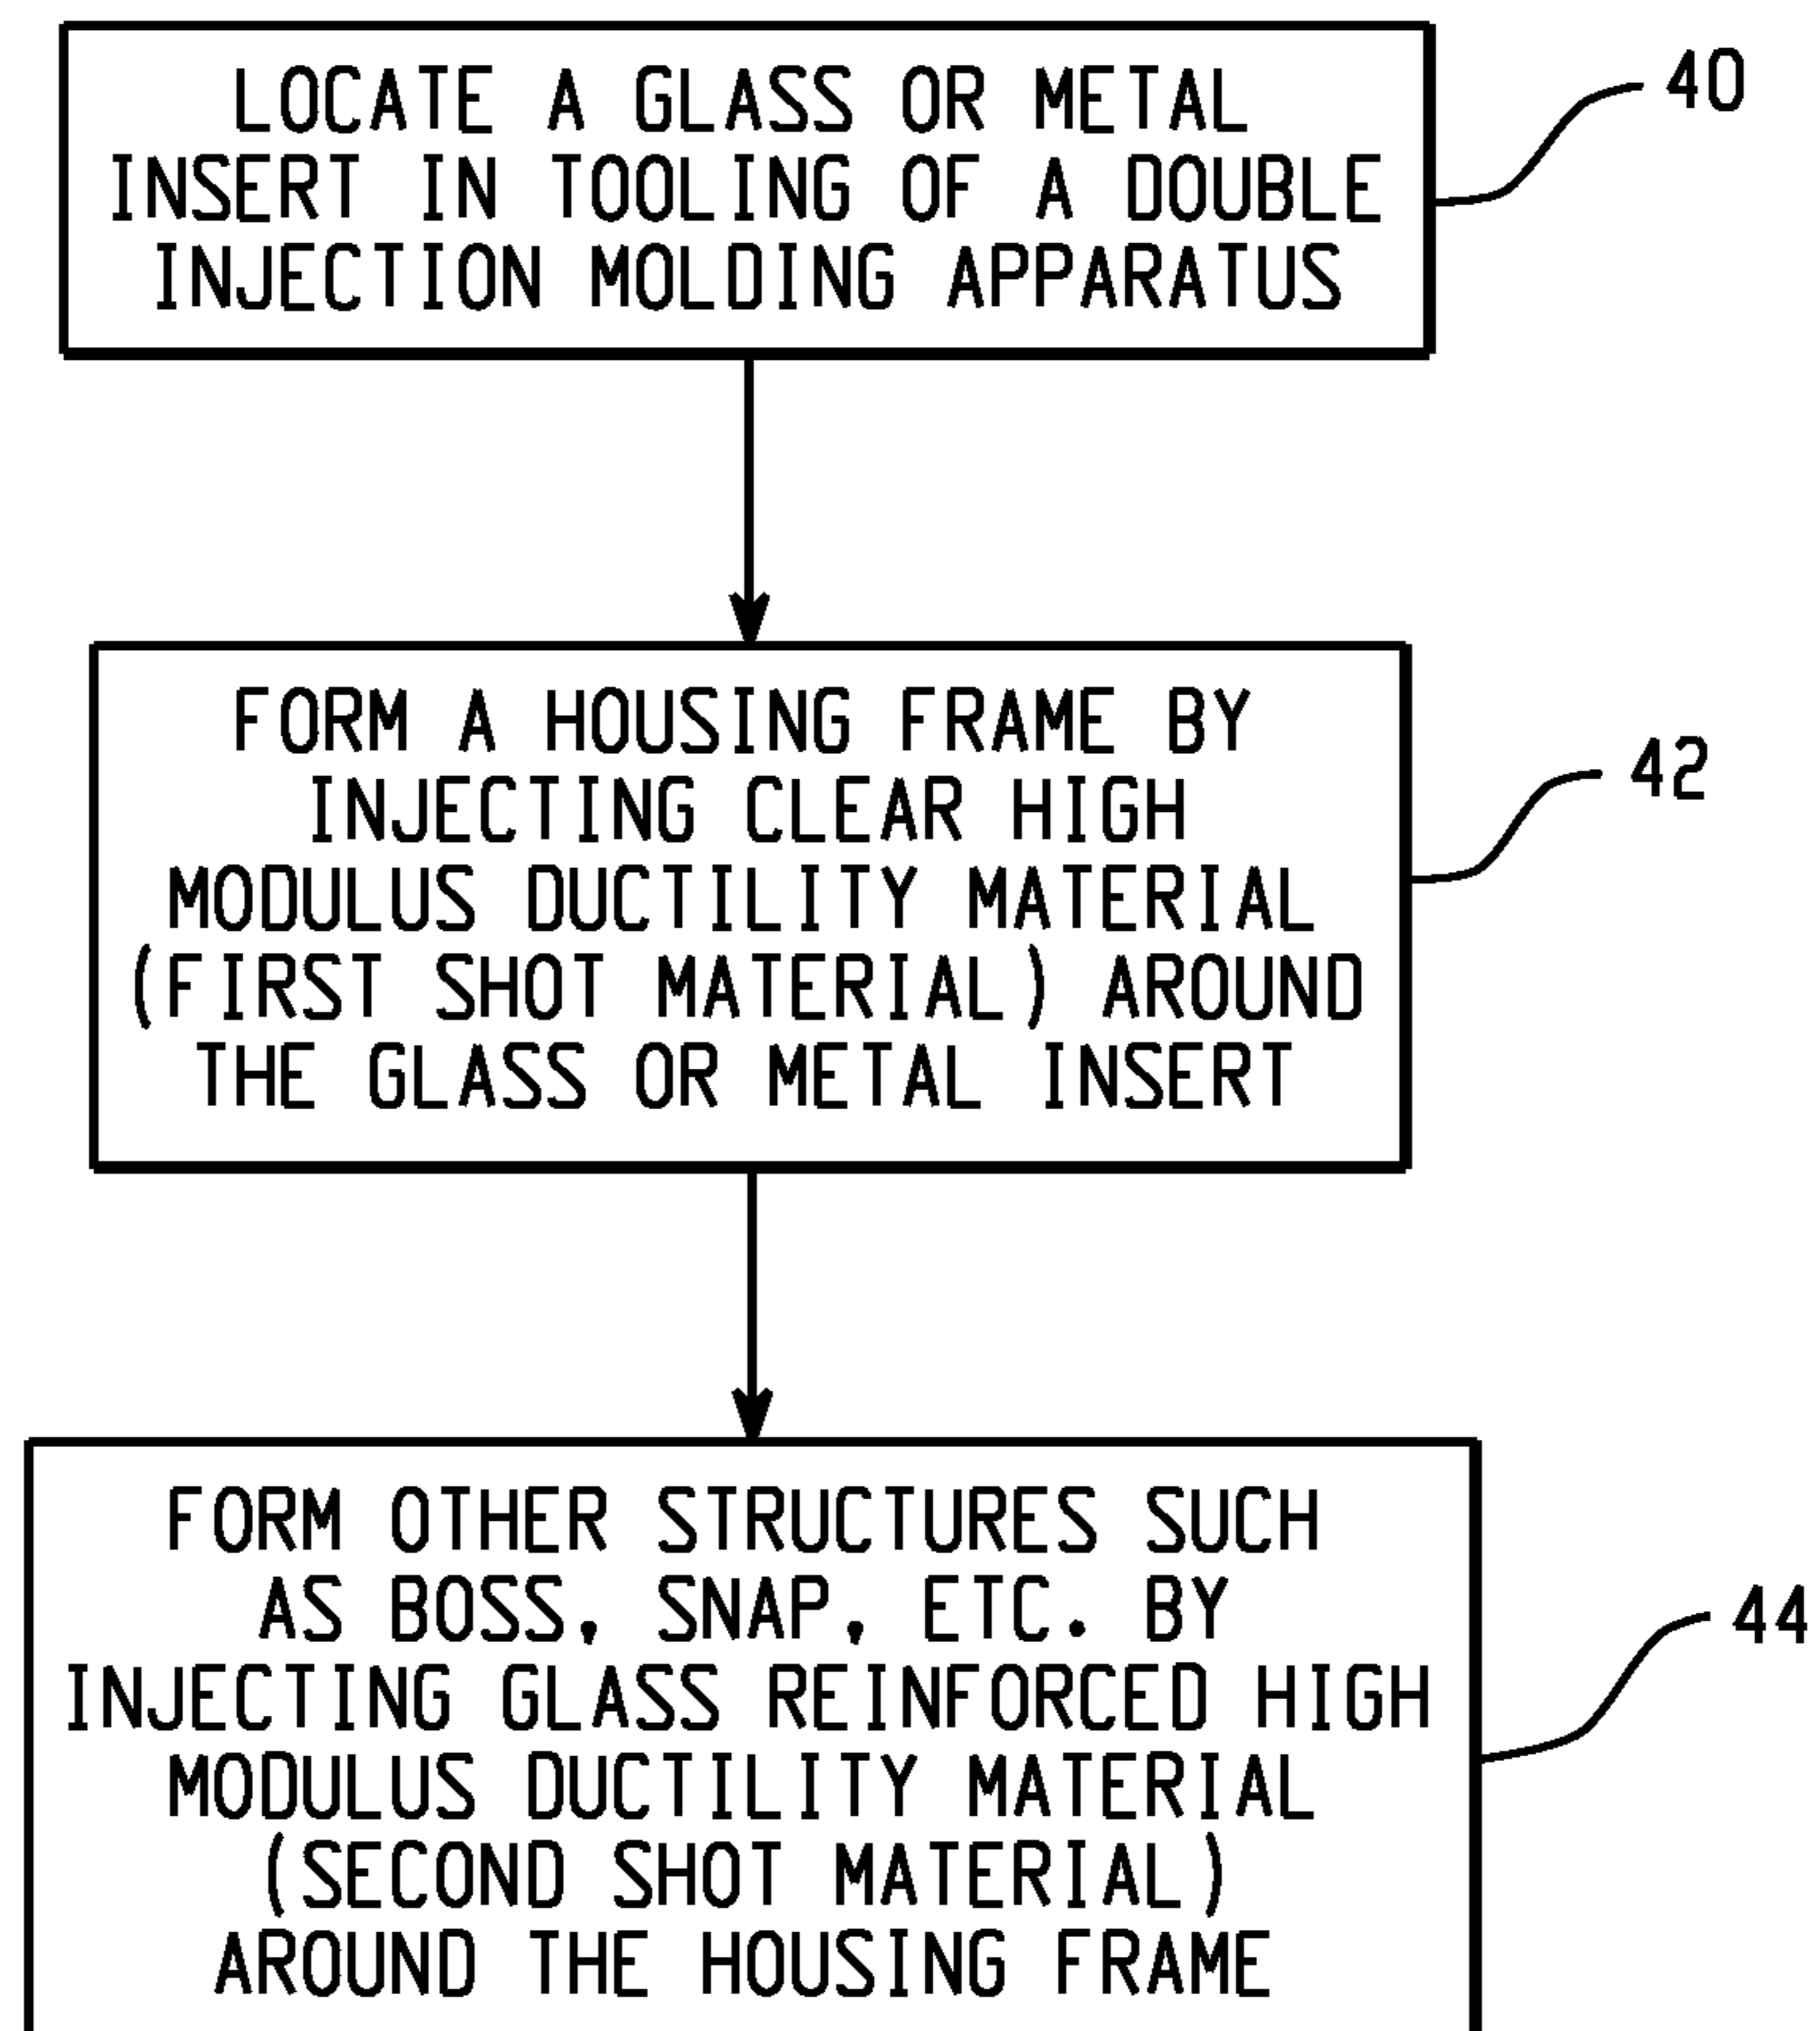 LOCATE A GLASS OR METAL
INSERT IN TOOLING OF A DOUBLE
INJECTION MOLDING APPARATUS
40
FORM A HOUSING FRAME BY
INJECTING CLEAR HIGH
MODULUS DUCTILITY MATERIAL
(FIRST SHOT MATERIAL) AROUND
THE GLASS OR METAL INSERT
42
FORM OTHER STRUCTURES SUCH
AS BOSS, SNAP, ETC. BY
INJECTING GLASS REINFORCED HIGH
MODULUS DUCTILITY MATERIAL
(SECOND SHOT MATERIAL)
AROUND THE HOUSING FRAME
44